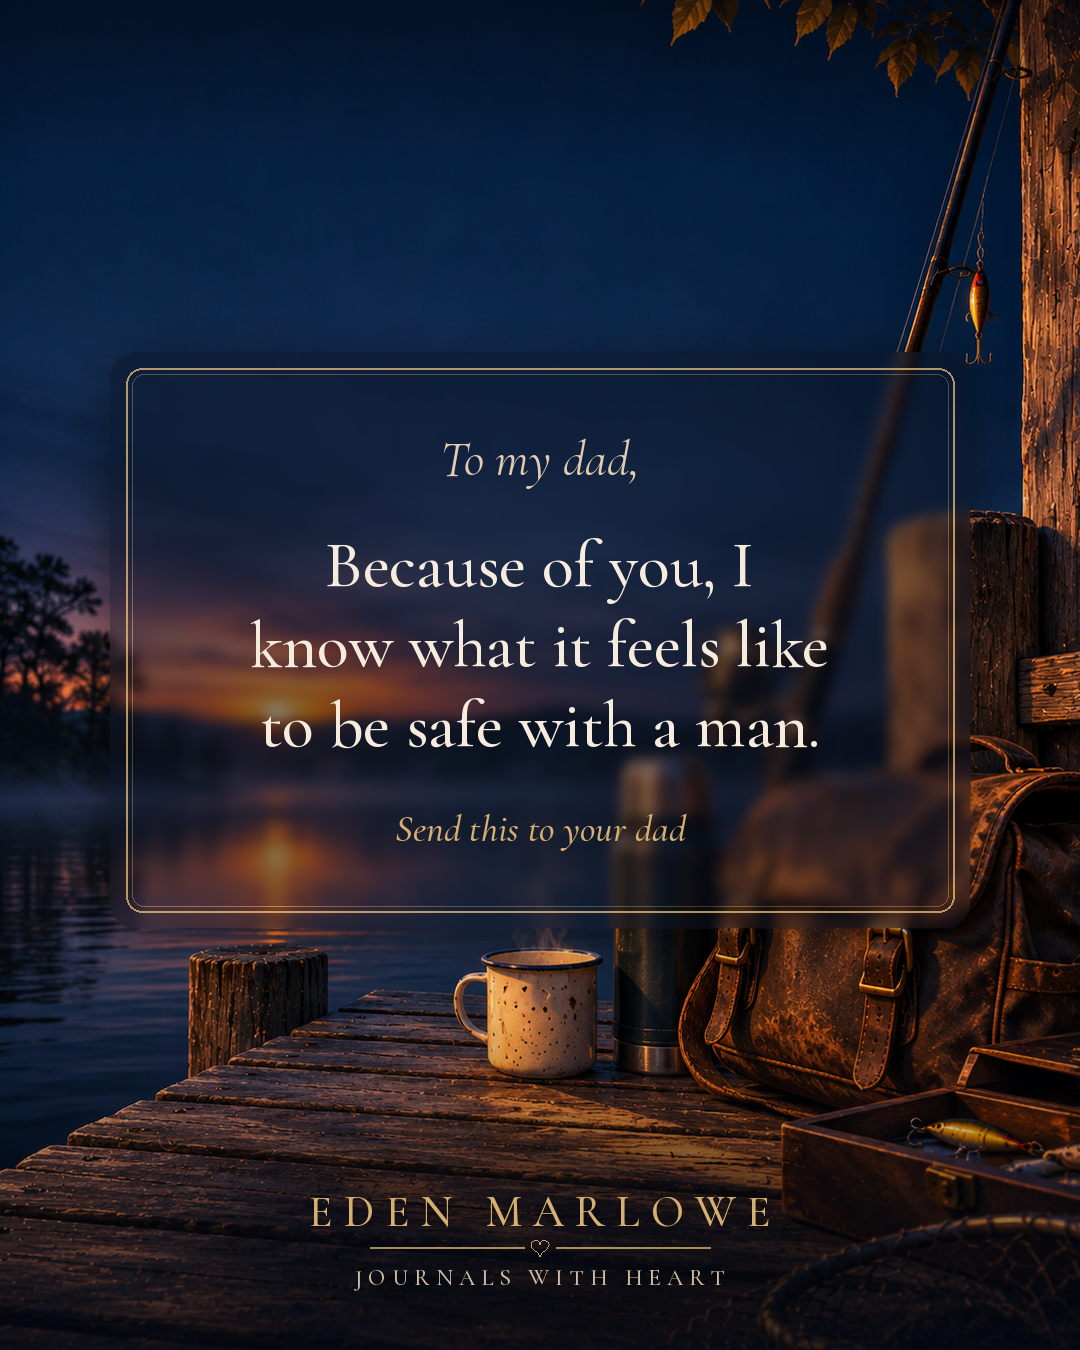 To my dad,
Because of you, I
know what it feels like
to be safe with a man.
Send this to your dad
EDEN MARLOWE
JOURNALS WITH HEART